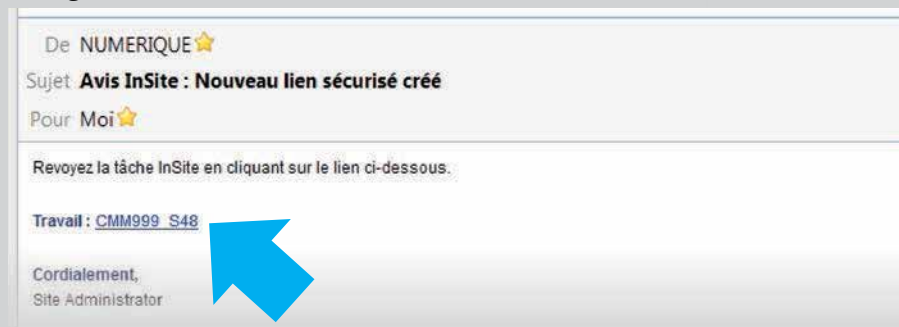 De NUMERIQUE
Sujet Avis InSite : Nouveau lien sécurisé créé
Pour Moi
Revoyez la tâche InSite en cliquant sur le lien ci-dessous.
Travail : CMM999_S48
Cordialement,
Site Administrator